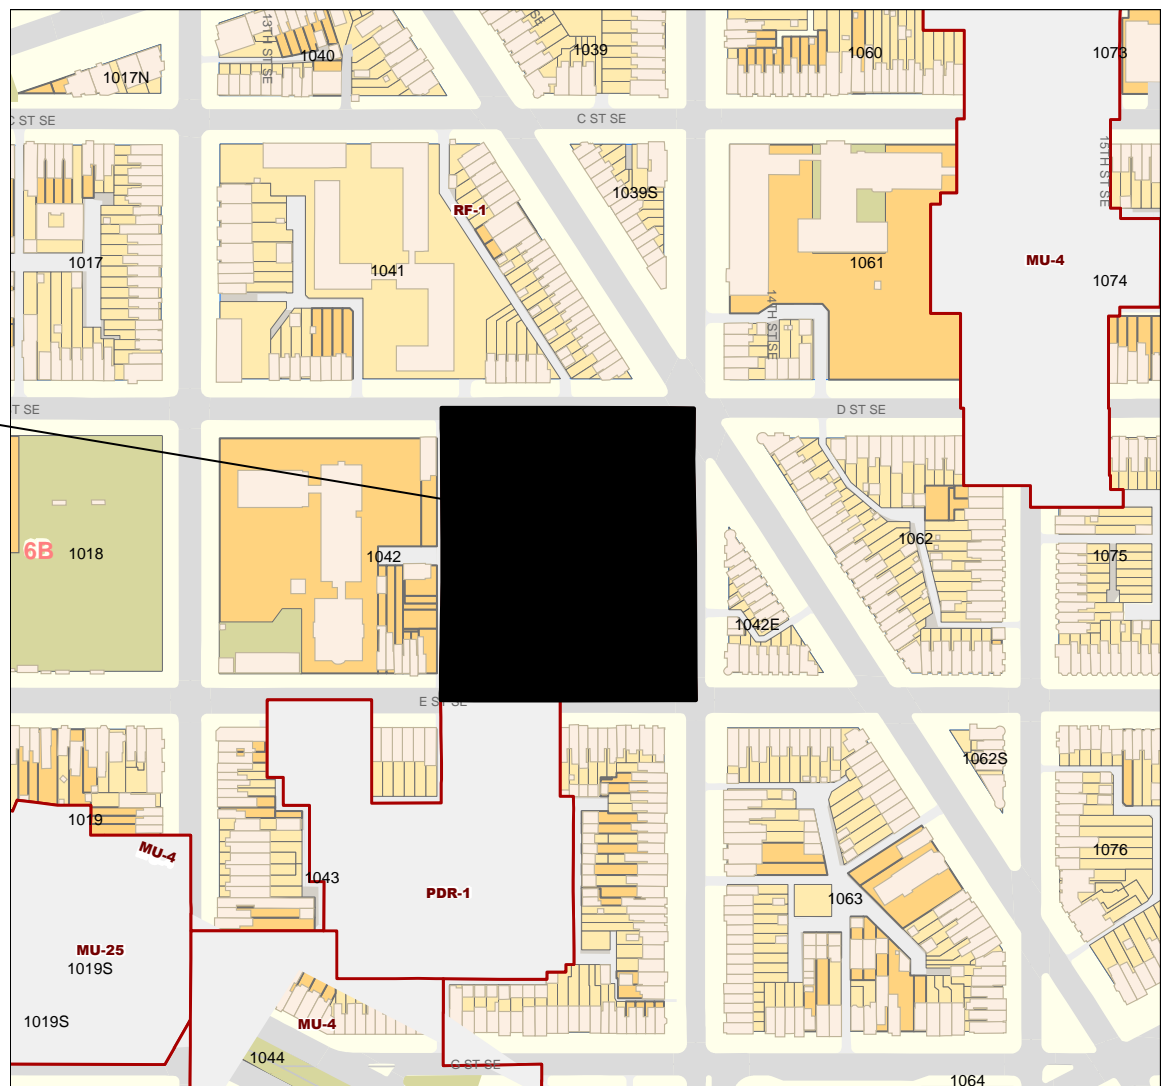 13TH ST SE
1040
1039
SE
1060
1073
1017N
C ST SE
C ST SE
15TH ST SE
1039S
RF-1
1017
1041
1061
MU-4
1074
14TH ST SE
T SE
D ST SE
6B
1018
1042
1062
1075
1042E
E ST SE
1062S
1019
MU-4
1043
PDR-1
1063
1076
MU-25
1019S
1019S
MU-4
1044
G ST SE
1064